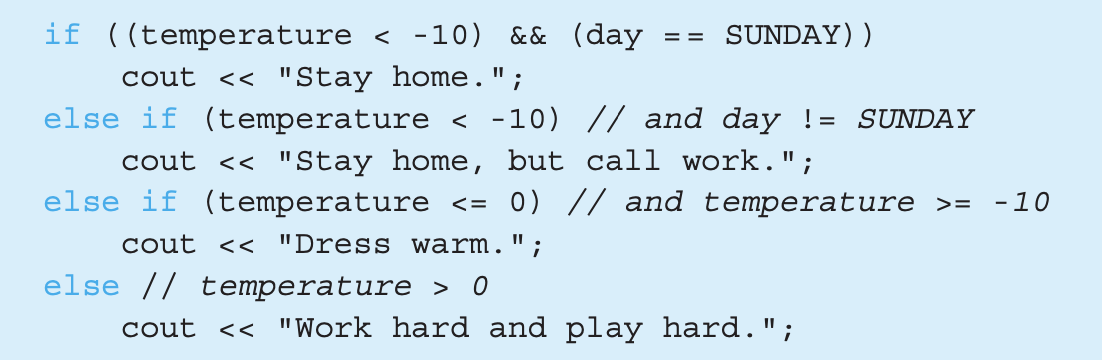 if ((temperature < -10) && (day == SUNDAY))
    cout << "Stay home.";
else if (temperature < -10) // and day != SUNDAY
    cout << "Stay home, but call work.";
else if (temperature <= 0) // and temperature >= -10
    cout << "Dress warm.";
else // temperature > 0
    cout << "Work hard and play hard.";